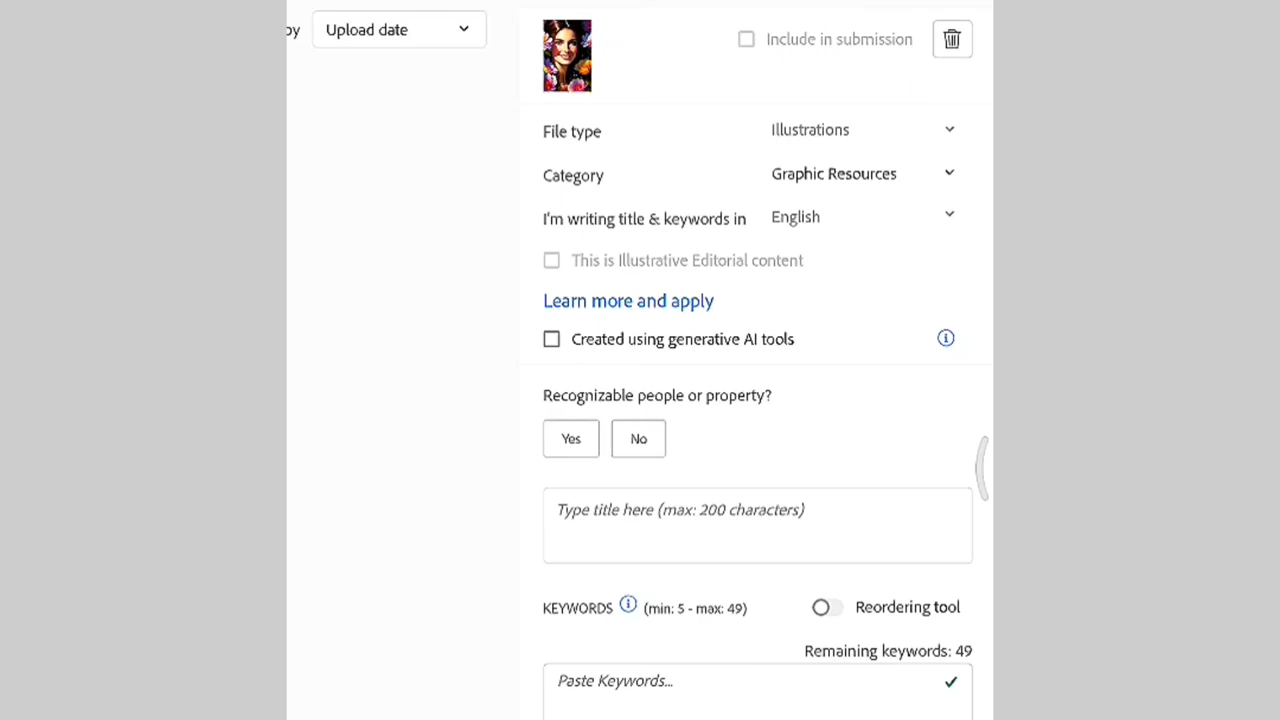 by
Upload date
Include in submission
File type
Illustrations
Category
Graphic Resources
I'm writing title & keywords in
English
This is Illustrative Editorial content
Learn more and apply
Created using generative AI tools
Recognizable people or property?
Yes
No
Type title here (max: 200 characters)
KEYWORDS (min: 5 - max: 49)
Reordering tool
Remaining keywords: 49
Paste Keywords...